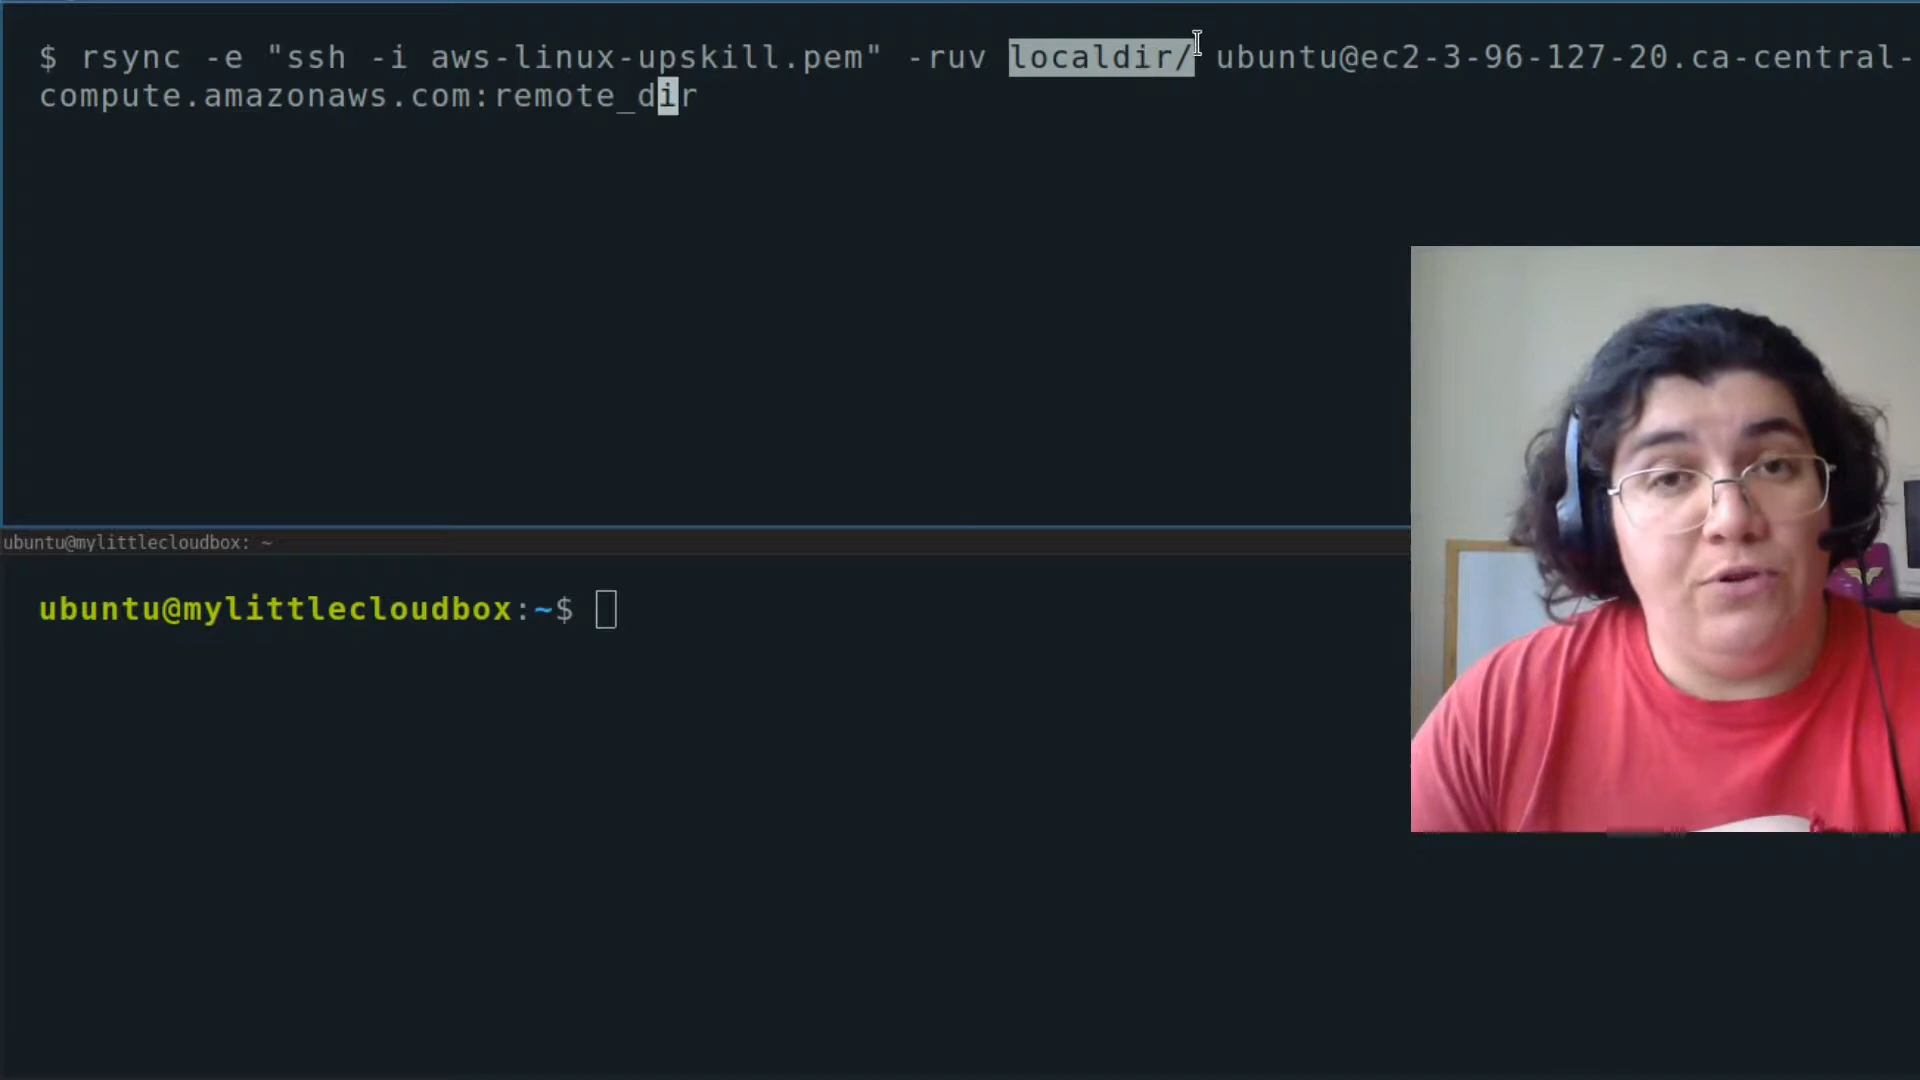 $ rsync -e "ssh -i aws-linux-upskill.pem" -ruv localdir/ ubuntu@ec2-3-96-127-20.ca-central-
compute.amazonaws.com:remote_dir
ubuntu@mylittlecloudbox: ~
ubuntu@mylittlecloudbox:~$